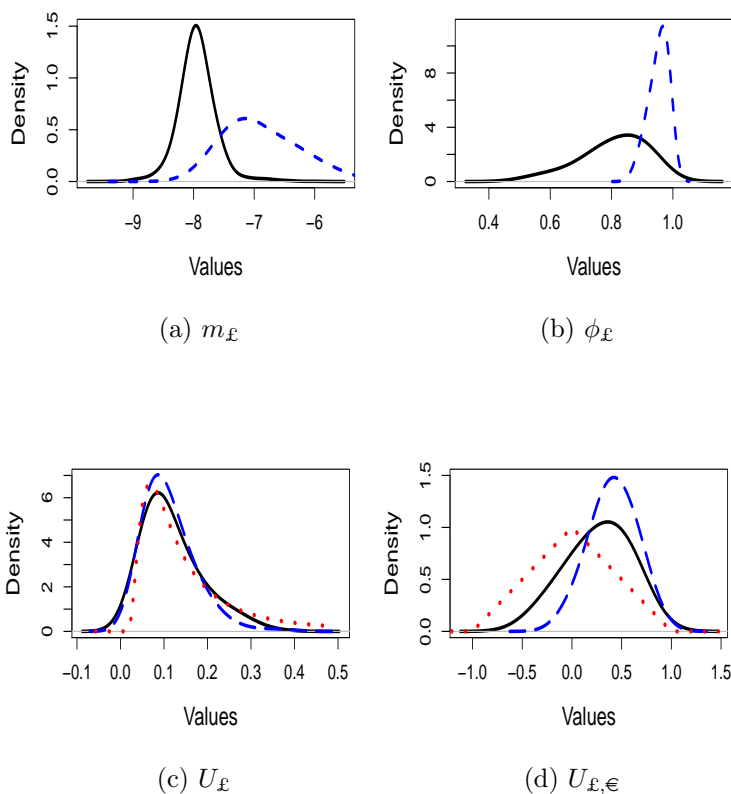 Density
0.0 0.5 1.0 1.5
−9 −8 −7 −6
Values
(a) m£
Density
0 4 8
0.4 0.6 0.8 1.0
Values
(b) ϕ£
Density
0 2 4 6
−0.1 0.0 0.1 0.2 0.3 0.4 0.5
Values
(c) U£
Density
0.0 0.5 1.0 1.5
−1.0 −0.5 0.0 0.5 1.0 1.5
Values
(d) U£,€